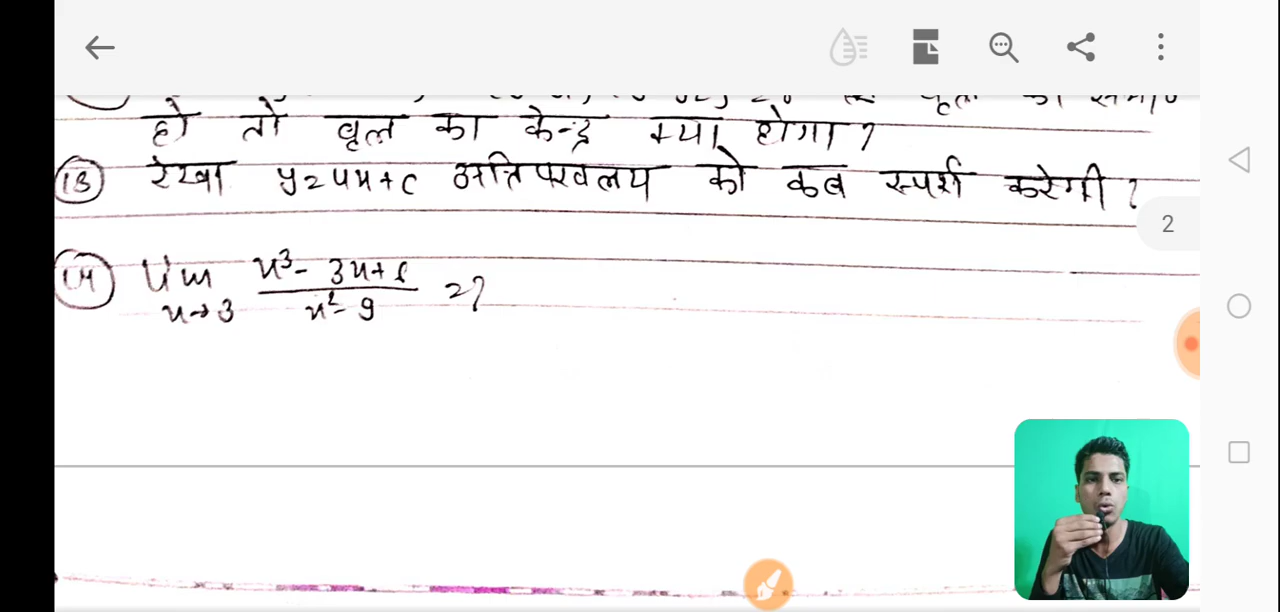 हो तो वृत्त का केन्द्र क्या होगा ?
(13) रेखा y=4x+c अतिपरवलय को कब स्पर्श करेगी ?
2
(14) lim x→3 x³-3x+ / x²-9 =?